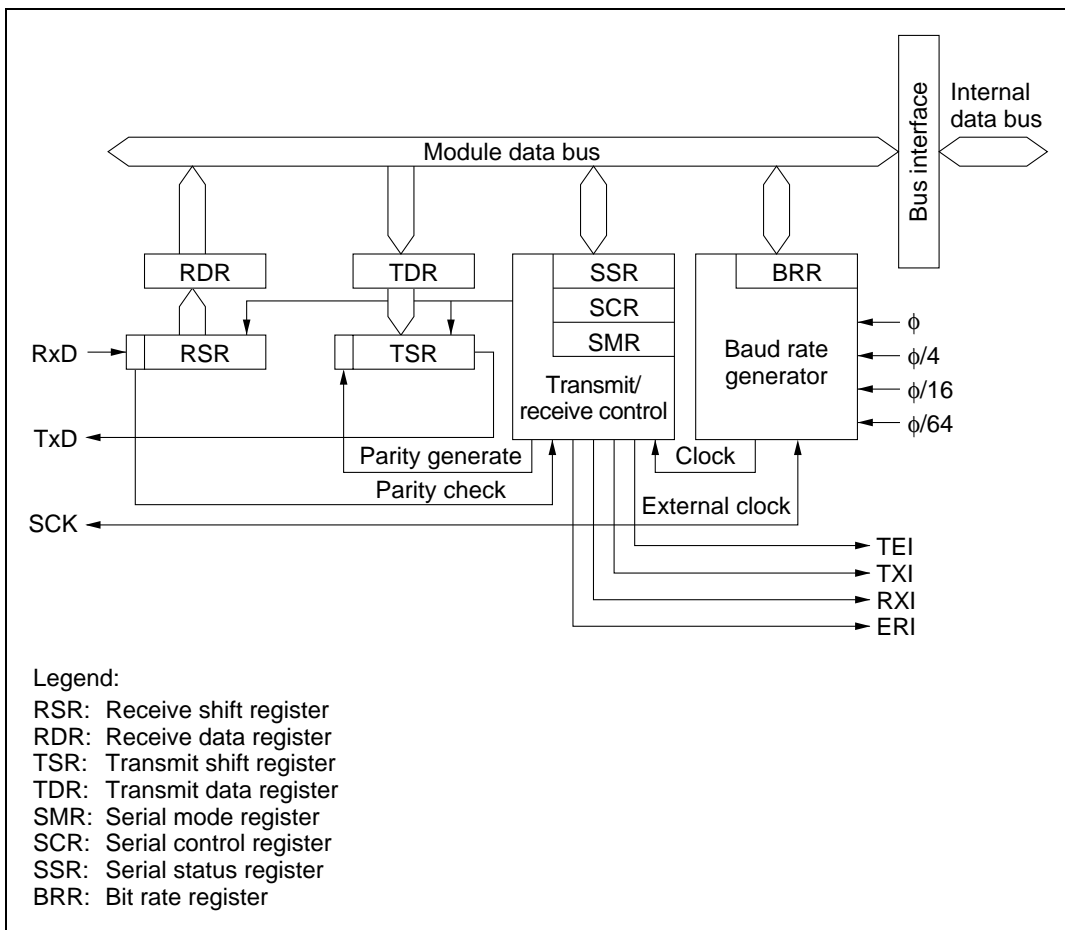 Internal
data bus
Bus interface
Module data bus
RDR
TDR
SSR
BRR
SCR
φ
RxD
RSR
TSR
SMR
Baud rate
generator
φ/4
Transmit/
receive control
φ/16
φ/64
TxD
Parity generate
Clock
Parity check
SCK
External clock
TEI
TXI
RXI
ERI
Legend:
RSR: Receive shift register
RDR: Receive data register
TSR: Transmit shift register
TDR: Transmit data register
SMR: Serial mode register
SCR: Serial control register
SSR: Serial status register
BRR: Bit rate register